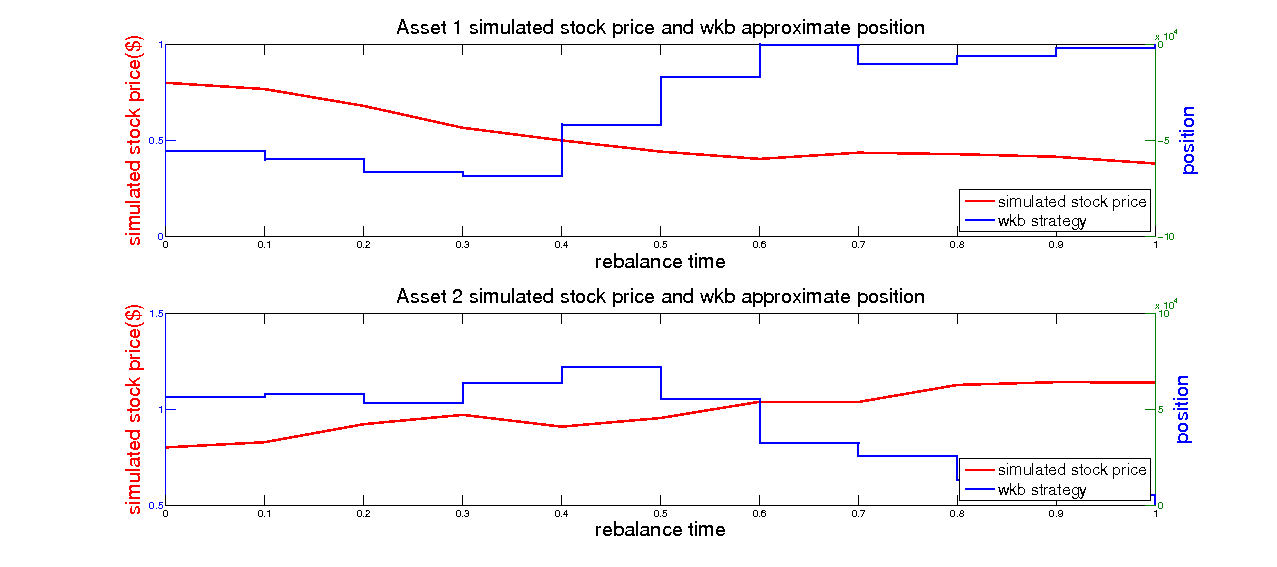 Asset 1 simulated stock price and wkb approximate position
x 10^4
simulated stock price($)
1
0.5
0
0
-5
-10
position
simulated stock price
wkb strategy
0 0.1 0.2 0.3 0.4 0.5 0.6 0.7 0.8 0.9 1
rebalance time
Asset 2 simulated stock price and wkb approximate position
x 10^4
simulated stock price($)
1.5
1
0.5
10
5
0
position
simulated stock price
wkb strategy
0 0.1 0.2 0.3 0.4 0.5 0.6 0.7 0.8 0.9 1
rebalance time